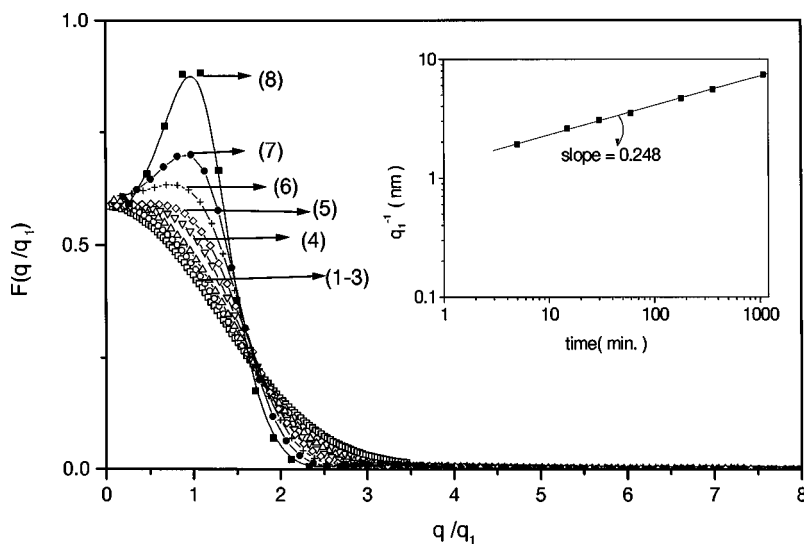 1.0
0.5
0.0
F(q /q₁)
(8)
(7)
(6)
(5)
(4)
(1-3)
0 1 2 3 4 5 6 7 8
q /q₁
10
1
0.1
q₁⁻¹ ( nm )
slope = 0.248
1 10 100 1000
time( min. )